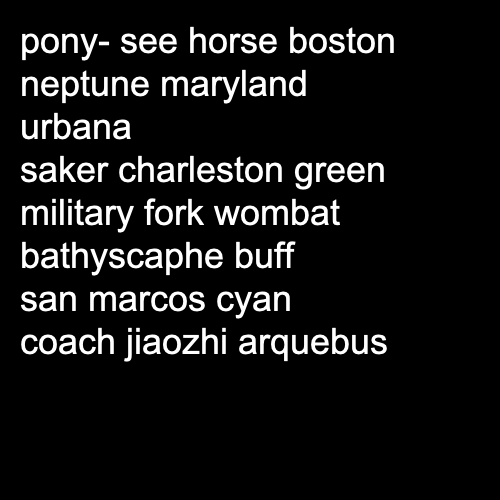 pony- see horse boston
neptune maryland
urbana
saker charleston green
military fork wombat
bathyscaphe buff
san marcos cyan
coach jiaozhi arquebus